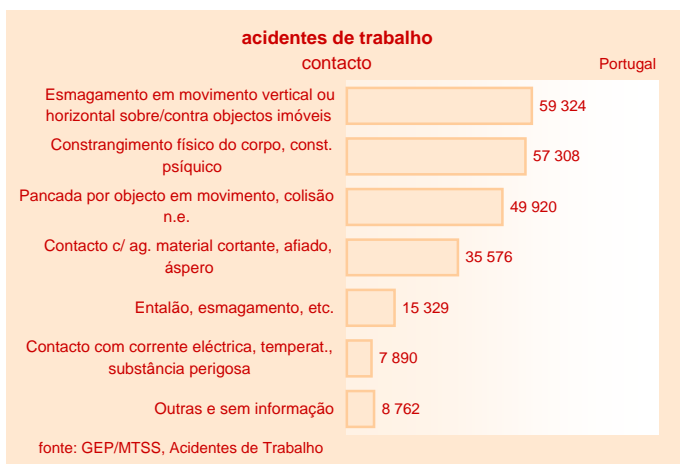 acidentes de trabalho
contacto
Portugal
Esmagamento em movimento vertical ou
horizontal sobre/contra objectos imóveis
59 324
Constrangimento físico do corpo, const.
psíquico
57 308
Pancada por objecto em movimento, colisão
n.e.
49 920
Contacto c/ ag. material cortante, afiado,
áspero
35 576
Entalão, esmagamento, etc.
15 329
Contacto com corrente eléctrica, temperat.,
substância perigosa
7 890
Outras e sem informação
8 762
fonte: GEP/MTSS, Acidentes de Trabalho